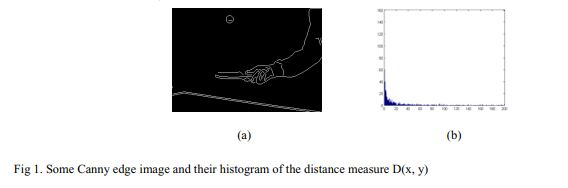 (a)
(b)
Fig 1. Some Canny edge image and their histogram of the distance measure D(x, y)